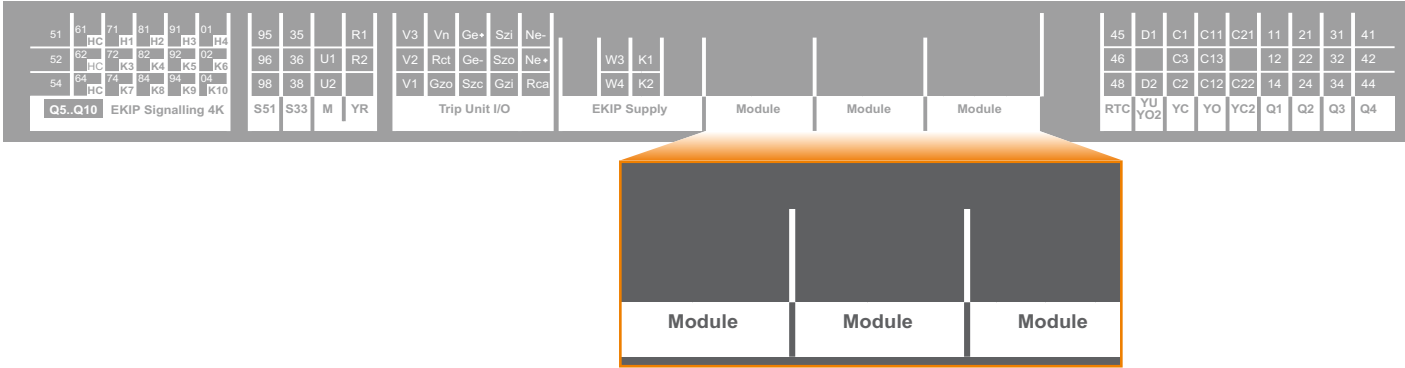 51 61 HC 71 H1 81 H2 91 H3 01 H4 95 35 R1 V3 Vn Ge+ Szi Ne- 45 D1 C1 C11 C21 11 21 31 41
52 62 HC 72 K3 82 K4 92 K5 02 K6 96 36 U1 R2 V2 Rct Ge- Szo Ne+ W3 K1 46 C3 C13 12 22 32 42
54 64 HC 74 K7 84 K8 94 K9 04 K10 98 38 U2 V1 Gzo Szc Gzi Rca W4 K2 48 D2 C2 C12 C22 14 24 34 44
Q5..Q10 EKIP Signalling 4K S51 S33 M YR Trip Unit I/O EKIP Supply Module Module Module RTC YU YO2 YC YO YC2 Q1 Q2 Q3 Q4
Module Module Module